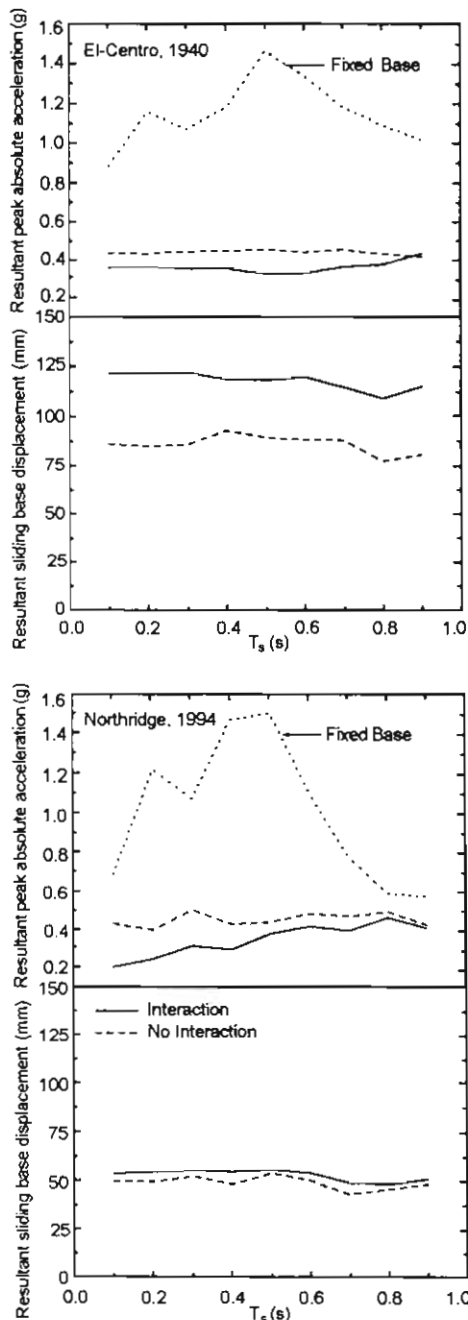 Resultant peak absolute acceleration (g)
1.6
El-Centro, 1940
1.4
Fixed Base
1.2
1.0
0.8
0.6
0.4
0.2
Resultant sliding base displacement (mm)
150
125
100
75
50
25
0
0.0 0.2 0.4 0.6 0.8 1.0
Ts (s)
Resultant peak absolute acceleration (g)
1.6
Northridge, 1994
1.4
Fixed Base
1.2
1.0
0.8
0.6
0.4
0.2
Resultant sliding base displacement (mm)
150
Interaction
No Interaction
125
100
75
50
25
0
0.0 0.2 0.4 0.6 0.8 1.0
Ts (s)